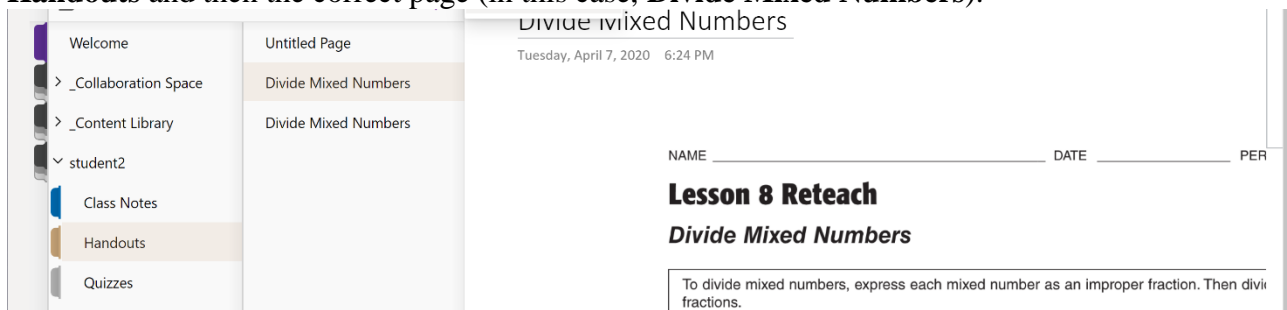 Handouts and then the correct page (in this case, Divide Mixed Numbers).
Welcome
_Collaboration Space
_Content Library
student2
Class Notes
Handouts
Quizzes
Untitled Page
Divide Mixed Numbers
Divide Mixed Numbers
Divide Mixed Numbers
Tuesday, April 7, 2020 6:24 PM
NAME DATE PER
Lesson 8 Reteach
Divide Mixed Numbers
To divide mixed numbers, express each mixed number as an improper fraction. Then divi
fractions.